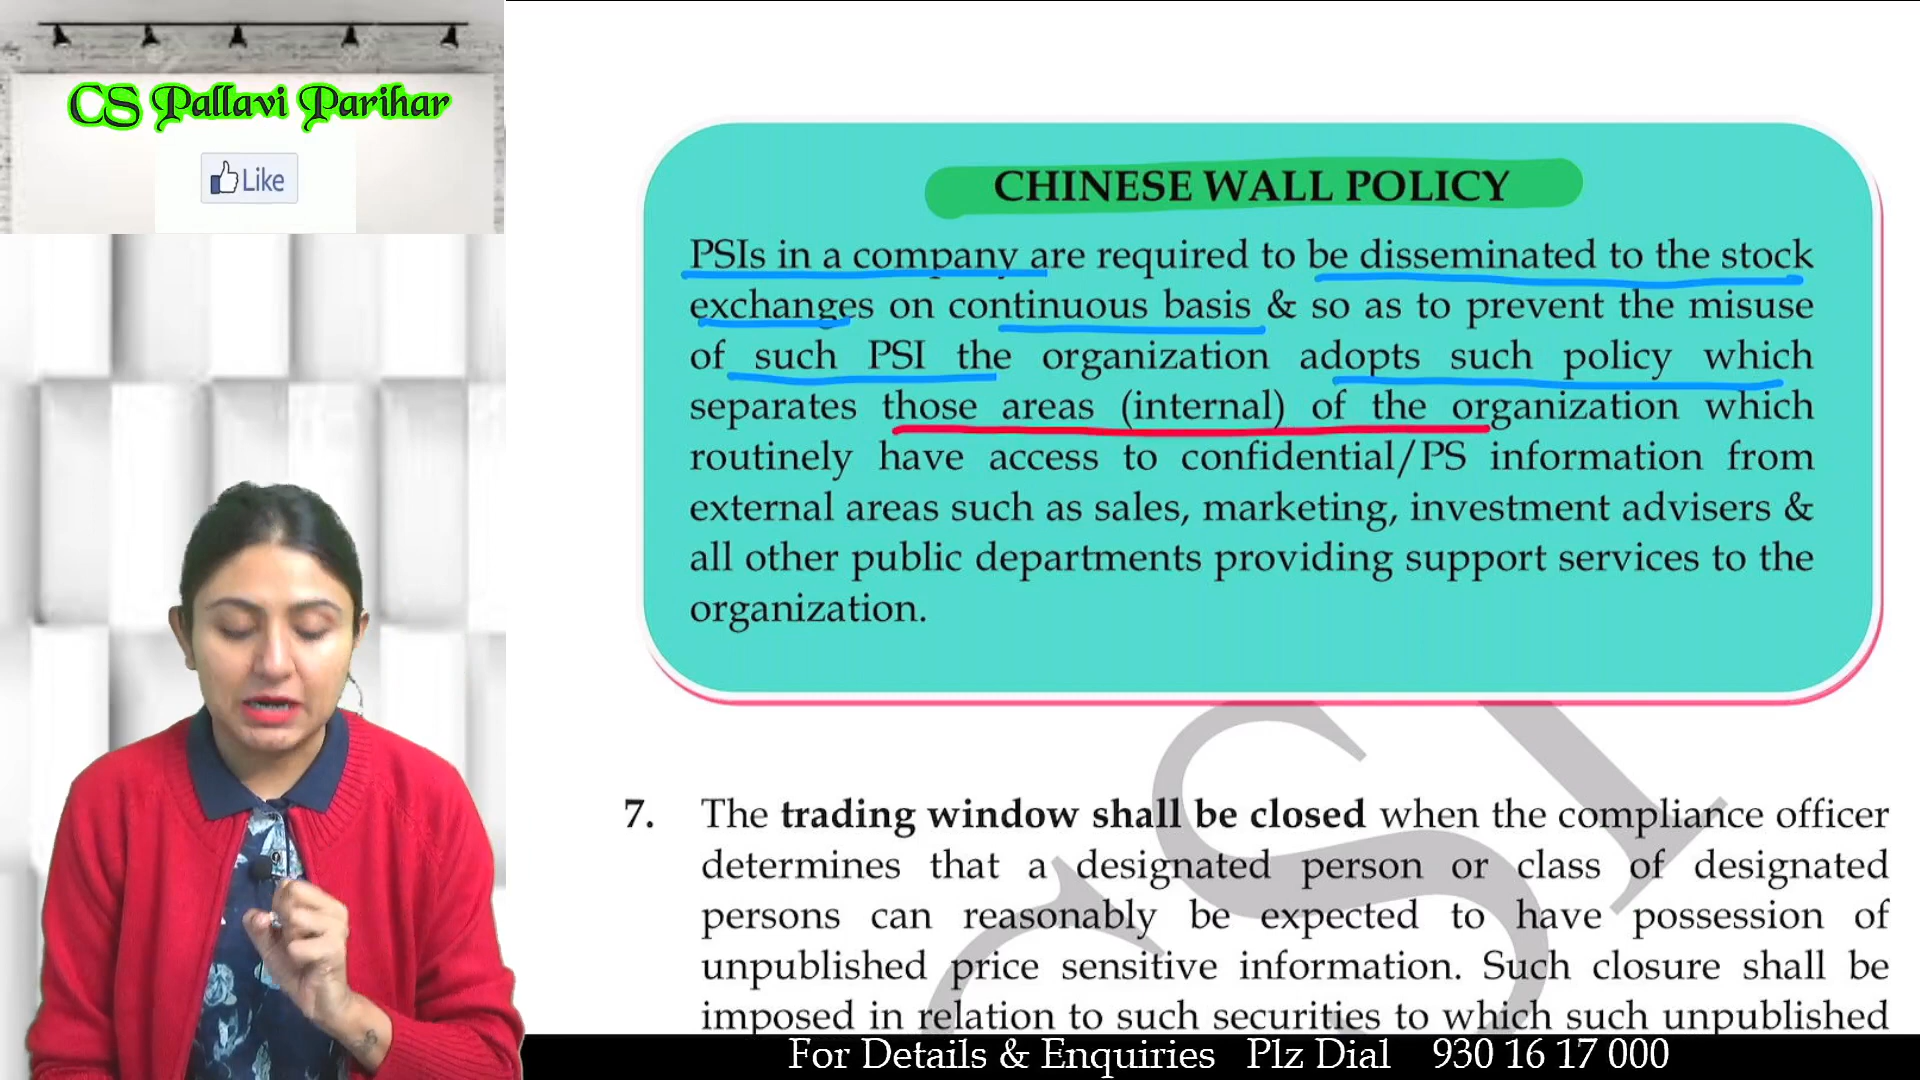 CS Pallavi Parihar
Like
CHINESE WALL POLICY
PSIs in a company are required to be disseminated to the stock
exchanges on continuous basis & so as to prevent the misuse
of such PSI the organization adopts such policy which
separates those areas (internal) of the organization which
routinely have access to confidential/PS information from
external areas such as sales, marketing, investment advisers &
all other public departments providing support services to the
organization.
7. The trading window shall be closed when the compliance officer
determines that a designated person or class of designated
persons can reasonably be expected to have possession of
unpublished price sensitive information. Such closure shall be
imposed in relation to such securities to which such unpublished
For Details & Enquiries Plz Dial 930 16 17 000